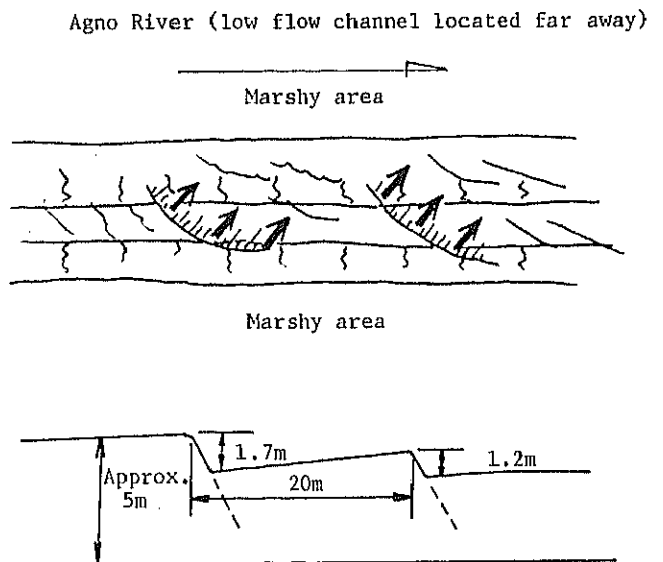 Agno River (low flow channel located far away)
Marshy area
Marshy area
1.7m
1.2m
Approx.
5m
20m